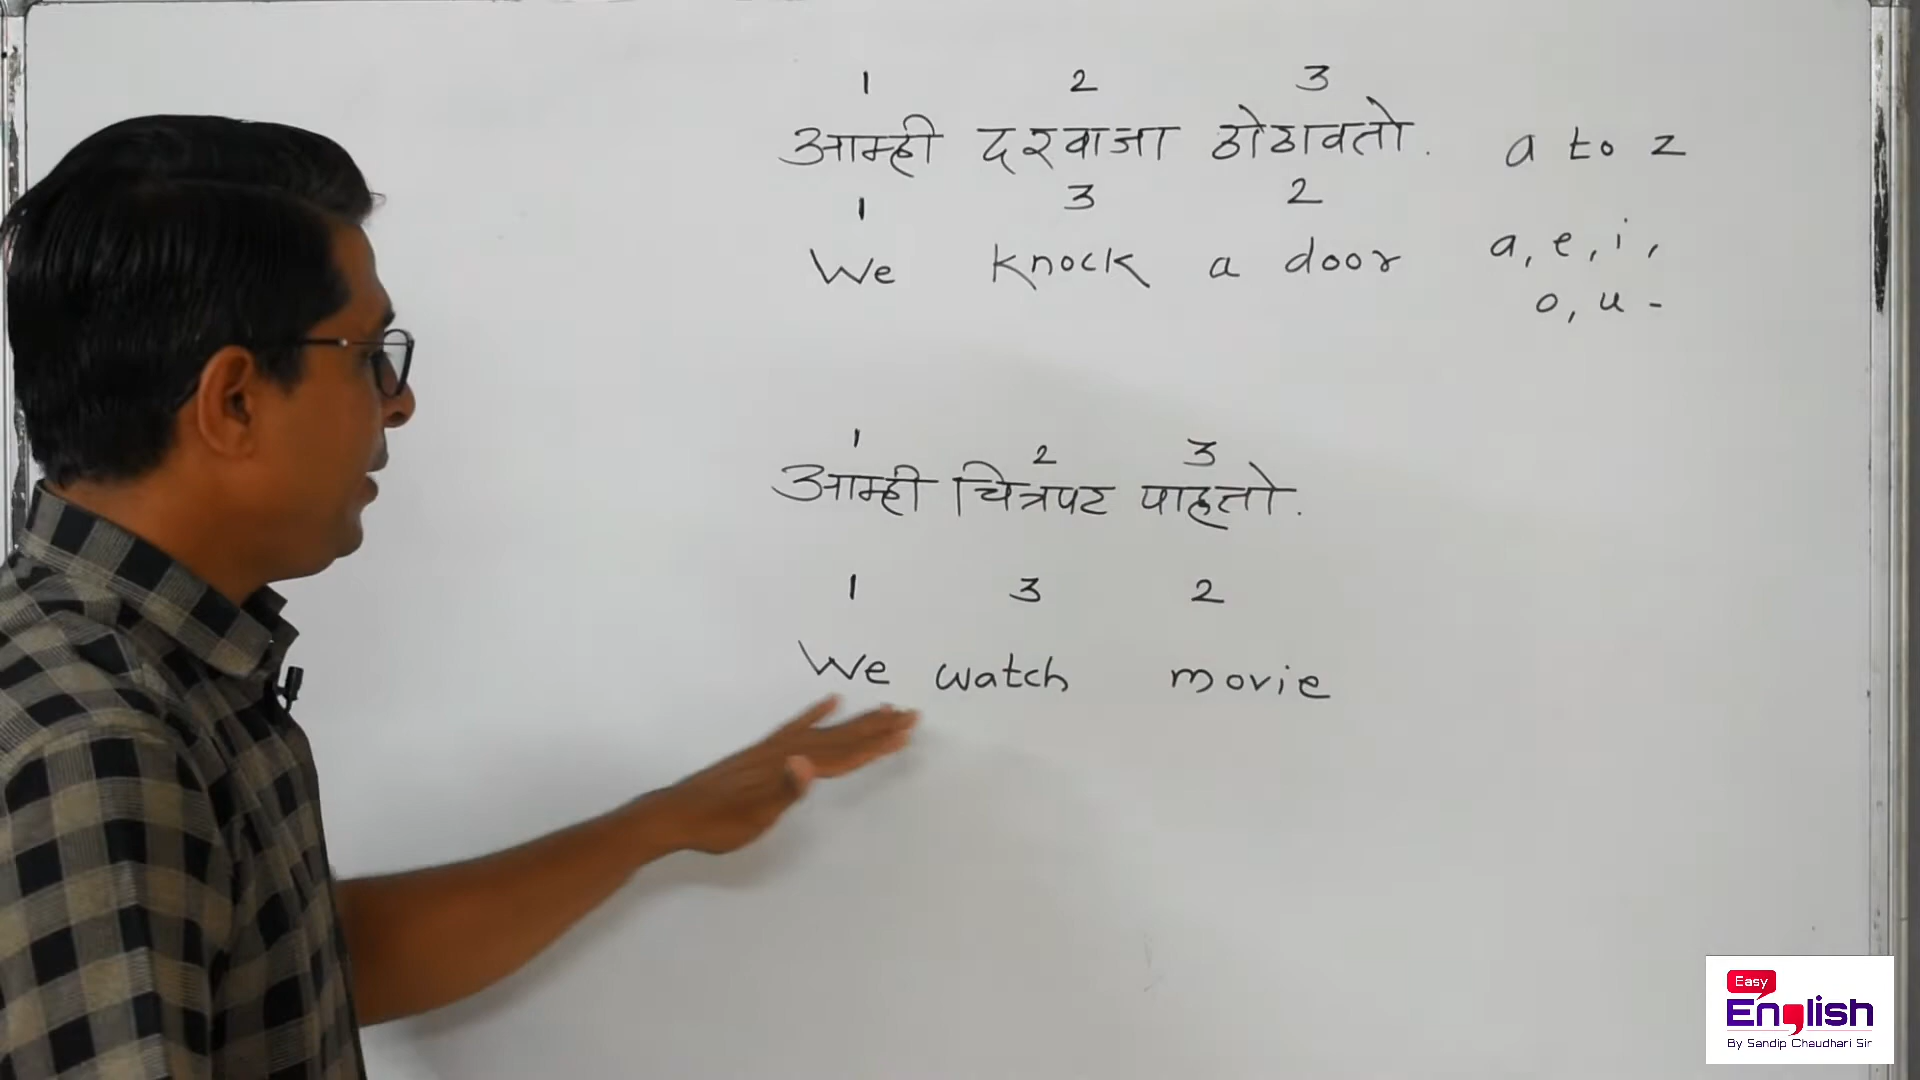 1 2 3
आम्ही दरवाजा ठोठावतो. a to z
1 3 2
We knock a door a, e, i,
o, u -
1 2 3
आम्ही चित्रपट पाहतो.
1 3 2
We watch movie
Easy
English
By Sandip Chaudhari Sir